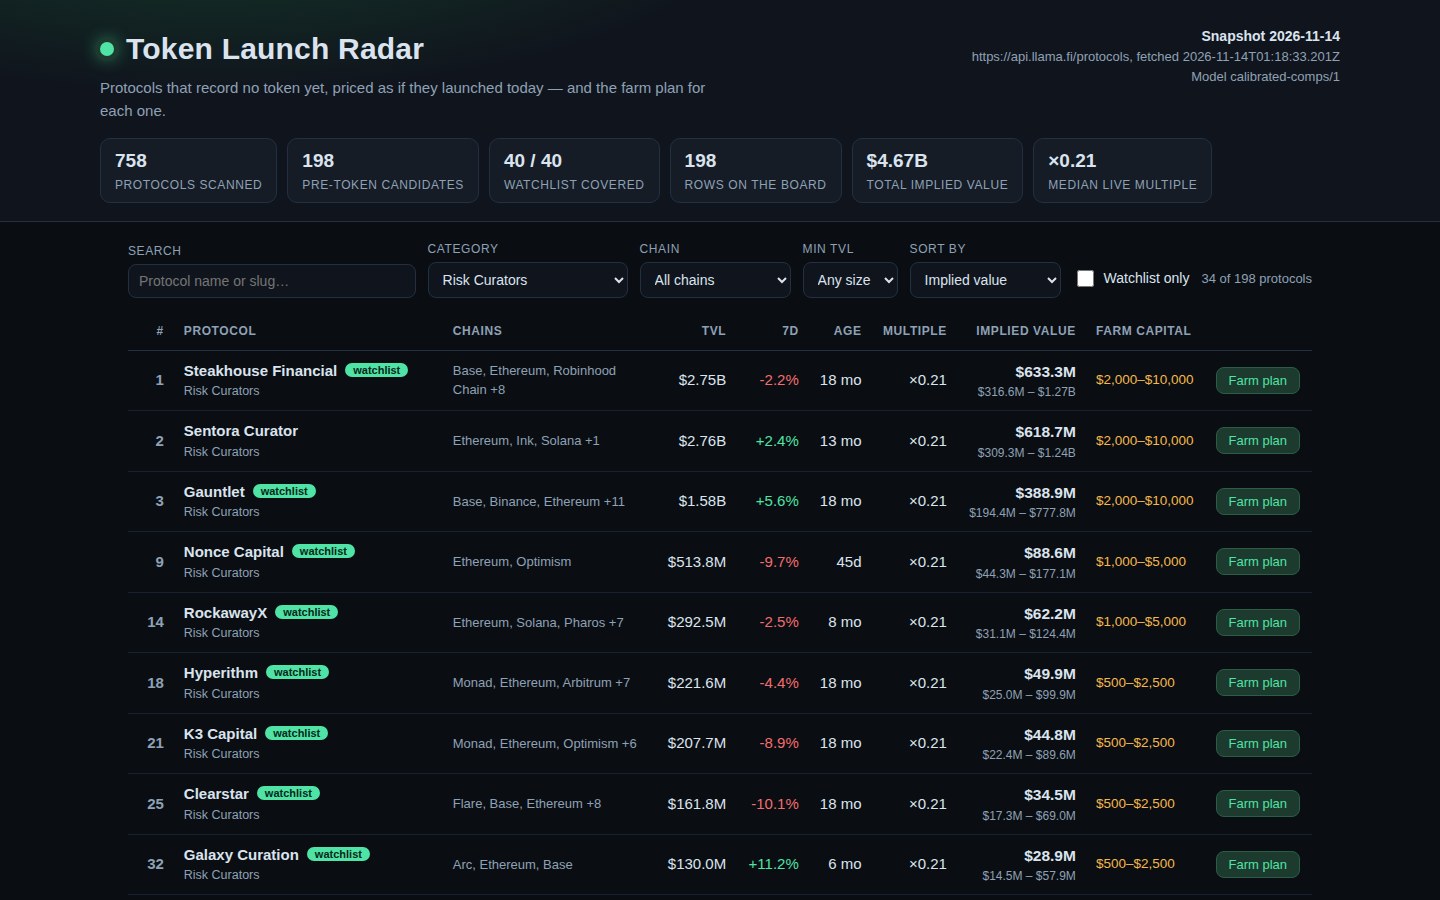 Token Launch Radar
Protocols that record no token yet, priced as if they launched today — and the farm plan for
each one.
Snapshot 2026-11-14
https://api.llama.fi/protocols, fetched 2026-11-14T01:18:33.201Z
Model calibrated-comps/1
758
PROTOCOLS SCANNED
198
PRE-TOKEN CANDIDATES
40 / 40
WATCHLIST COVERED
198
ROWS ON THE BOARD
$4.67B
TOTAL IMPLIED VALUE
×0.21
MEDIAN LIVE MULTIPLE
SEARCH
Protocol name or slug…
CATEGORY
Risk Curators
CHAIN
All chains
MIN TVL
Any size
SORT BY
Implied value
Watchlist only
34 of 198 protocols
# PROTOCOL CHAINS TVL 7D AGE MULTIPLE IMPLIED VALUE FARM CAPITAL
1 Steakhouse Financial watchlist
Risk Curators
Base, Ethereum, Robinhood
Chain +8
$2.75B -2.2% 18 mo ×0.21 $633.3M
$316.6M – $1.27B
$2,000–$10,000 Farm plan
2 Sentora Curator
Risk Curators
Ethereum, Ink, Solana +1 $2.76B +2.4% 13 mo ×0.21 $618.7M
$309.3M – $1.24B
$2,000–$10,000 Farm plan
3 Gauntlet watchlist
Risk Curators
Base, Binance, Ethereum +11 $1.58B +5.6% 18 mo ×0.21 $388.9M
$194.4M – $777.8M
$2,000–$10,000 Farm plan
9 Nonce Capital watchlist
Risk Curators
Ethereum, Optimism $513.8M -9.7% 45d ×0.21 $88.6M
$44.3M – $177.1M
$1,000–$5,000 Farm plan
14 RockawayX watchlist
Risk Curators
Ethereum, Solana, Pharos +7 $292.5M -2.5% 8 mo ×0.21 $62.2M
$31.1M – $124.4M
$1,000–$5,000 Farm plan
18 Hyperithm watchlist
Risk Curators
Monad, Ethereum, Arbitrum +7 $221.6M -4.4% 18 mo ×0.21 $49.9M
$25.0M – $99.9M
$500–$2,500 Farm plan
21 K3 Capital watchlist
Risk Curators
Monad, Ethereum, Optimism +6 $207.7M -8.9% 18 mo ×0.21 $44.8M
$22.4M – $89.6M
$500–$2,500 Farm plan
25 Clearstar watchlist
Risk Curators
Flare, Base, Ethereum +8 $161.8M -10.1% 18 mo ×0.21 $34.5M
$17.3M – $69.0M
$500–$2,500 Farm plan
32 Galaxy Curation watchlist
Risk Curators
Arc, Ethereum, Base $130.0M +11.2% 6 mo ×0.21 $28.9M
$14.5M – $57.9M
$500–$2,500 Farm plan